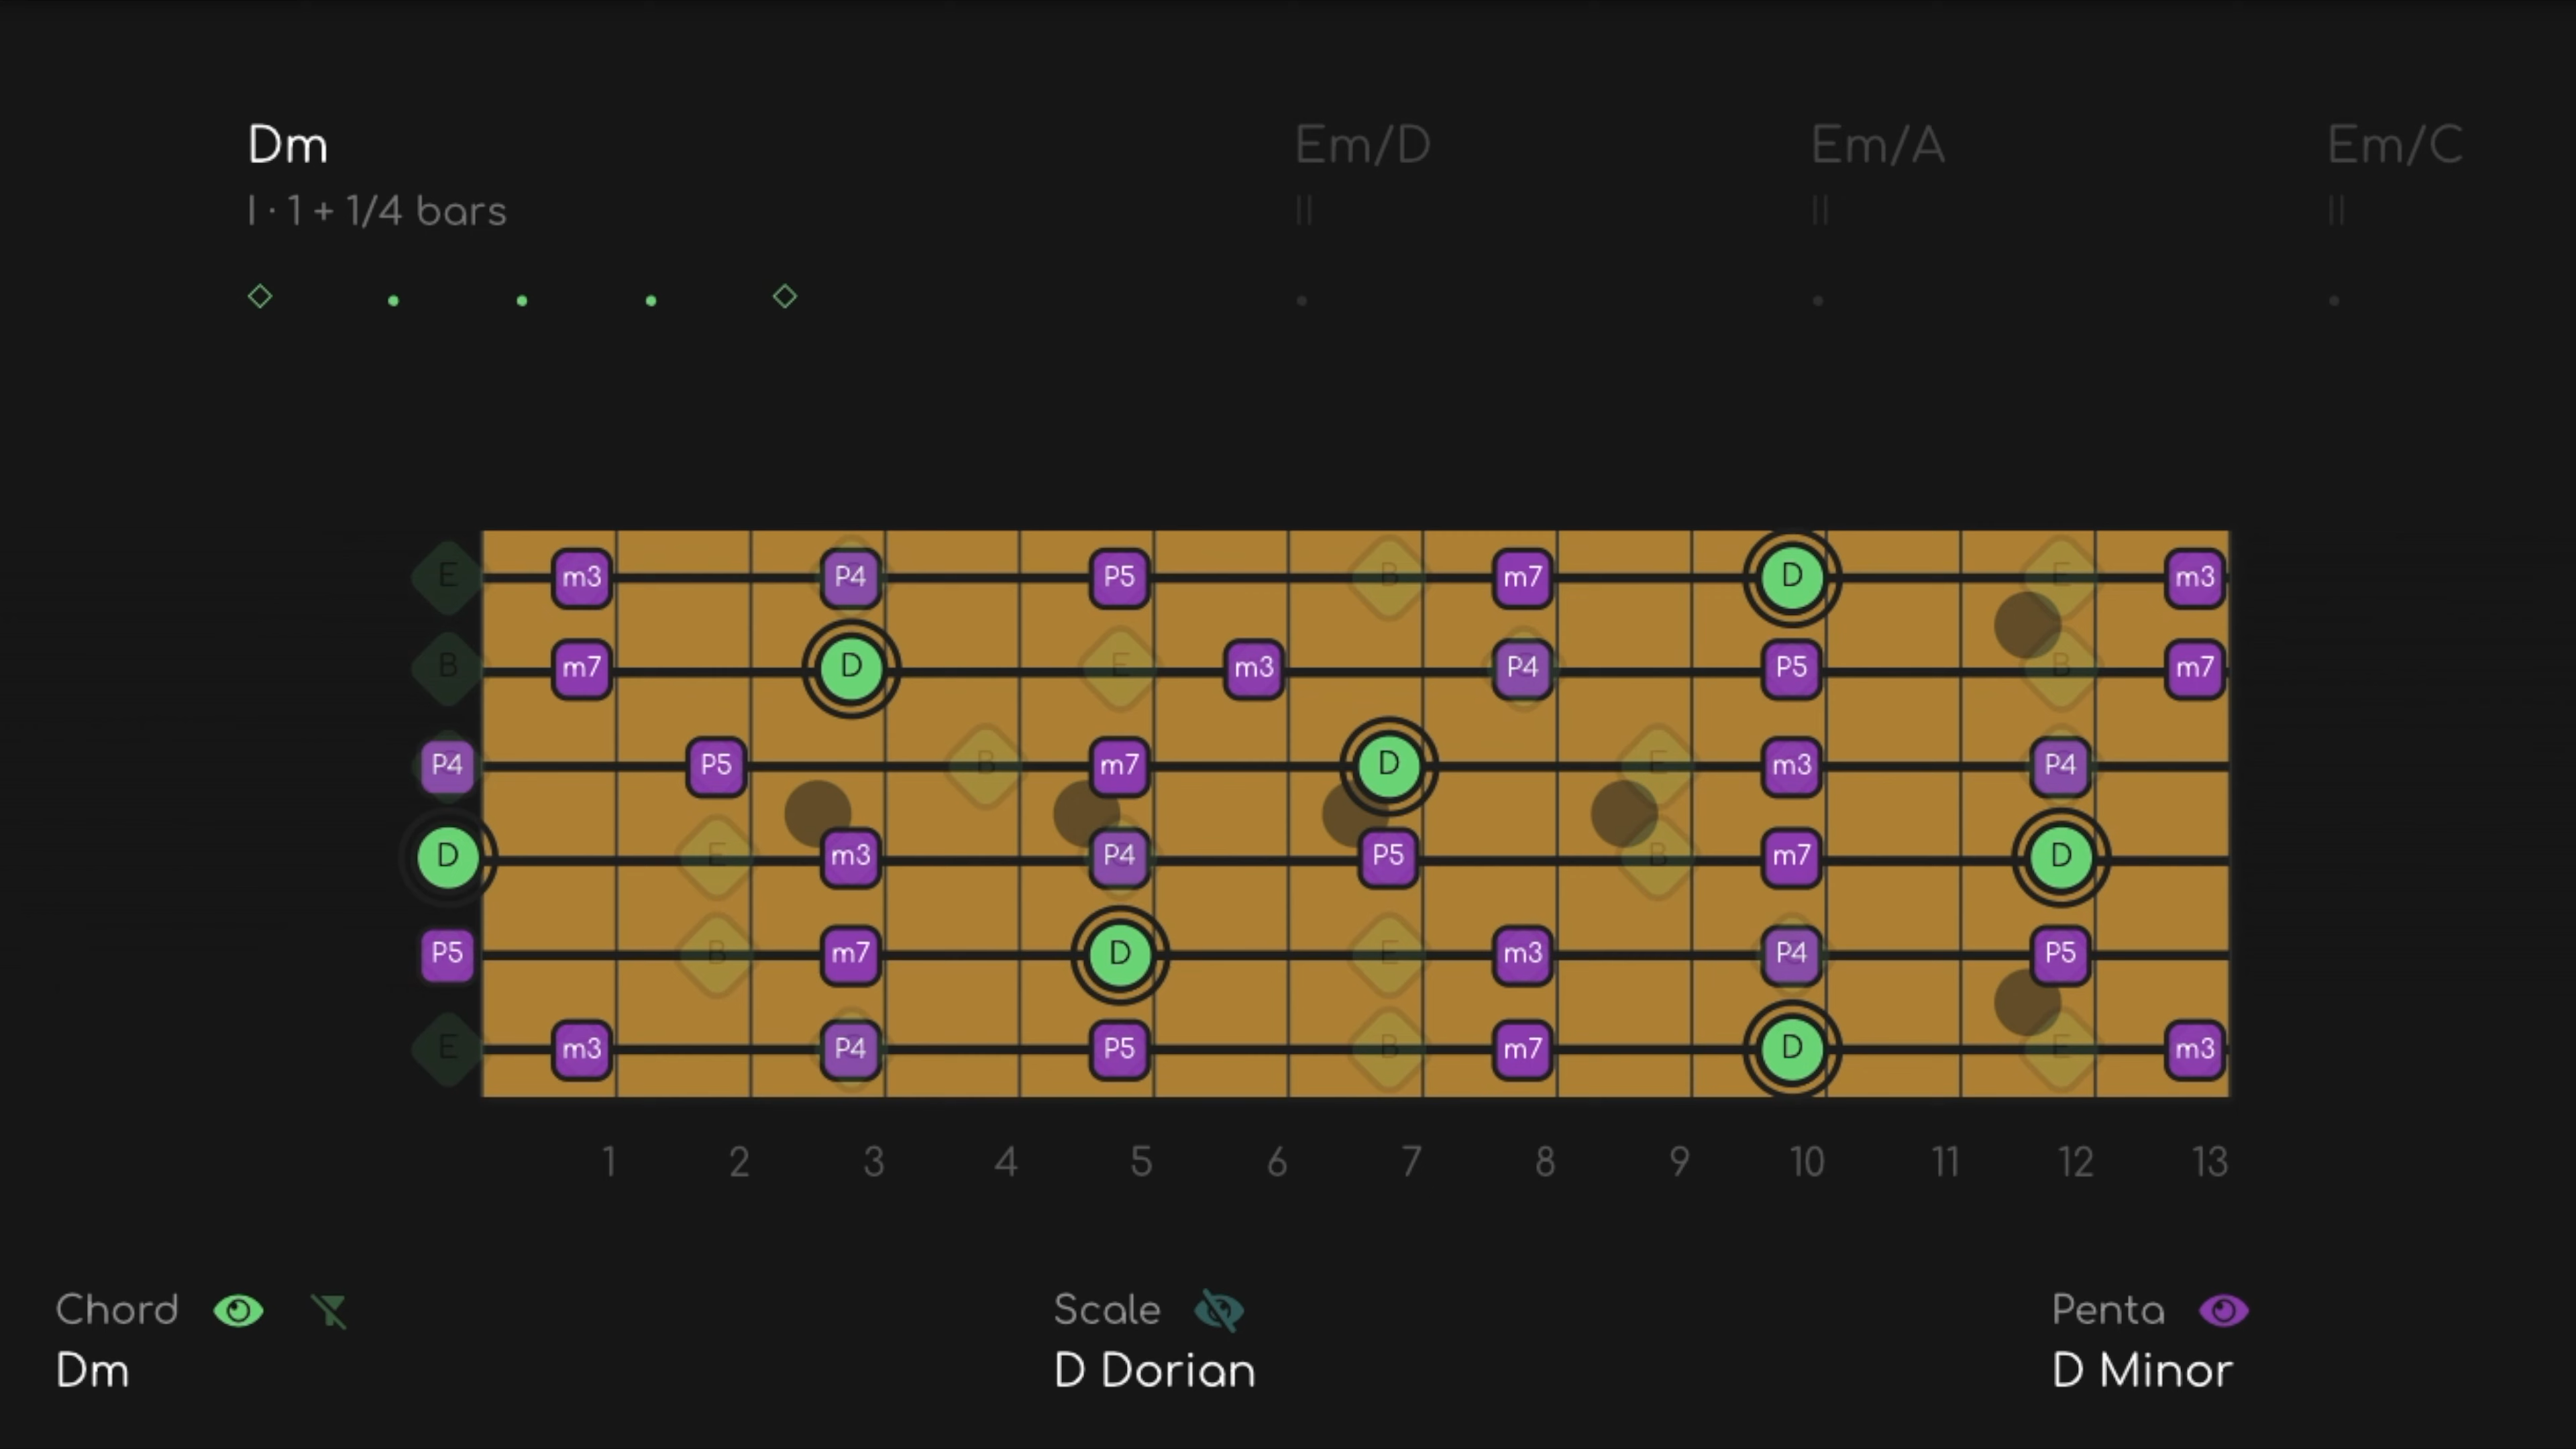 Dm Em/D Em/A Em/C
I · 1 + 1/4 bars II II II
E m3 P4 P5 B m7 D E m3
B m7 D E m3 P4 P5 B m7
P4 P5 B m7 D E m3 P4
D E m3 P4 P5 B m7 D
P5 B m7 D E m3 P4 P5
E m3 P4 P5 B m7 D E m3
1 2 3 4 5 6 7 8 9 10 11 12 13
Chord Scale Penta
Dm D Dorian D Minor